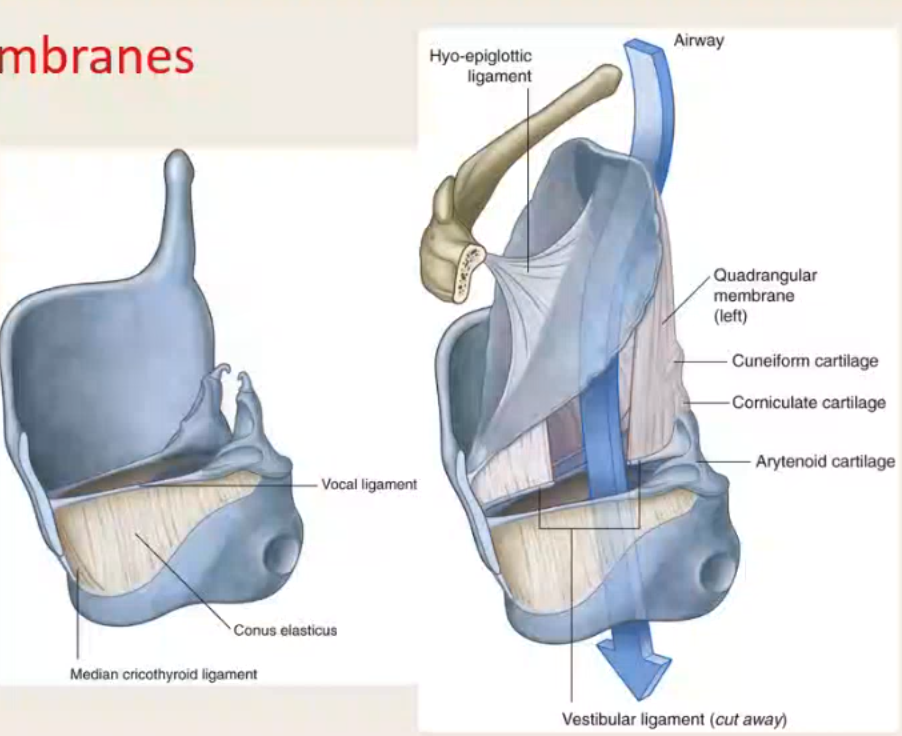 mbranes
Vocal ligament
Conus elasticus
Median cricothyroid ligament
Airway
Hyo-epiglottic
ligament
Quadrangular
membrane
(left)
Cuneiform cartilage
Corniculate cartilage
Arytenoid cartilage
Vestibular ligament (cut away)